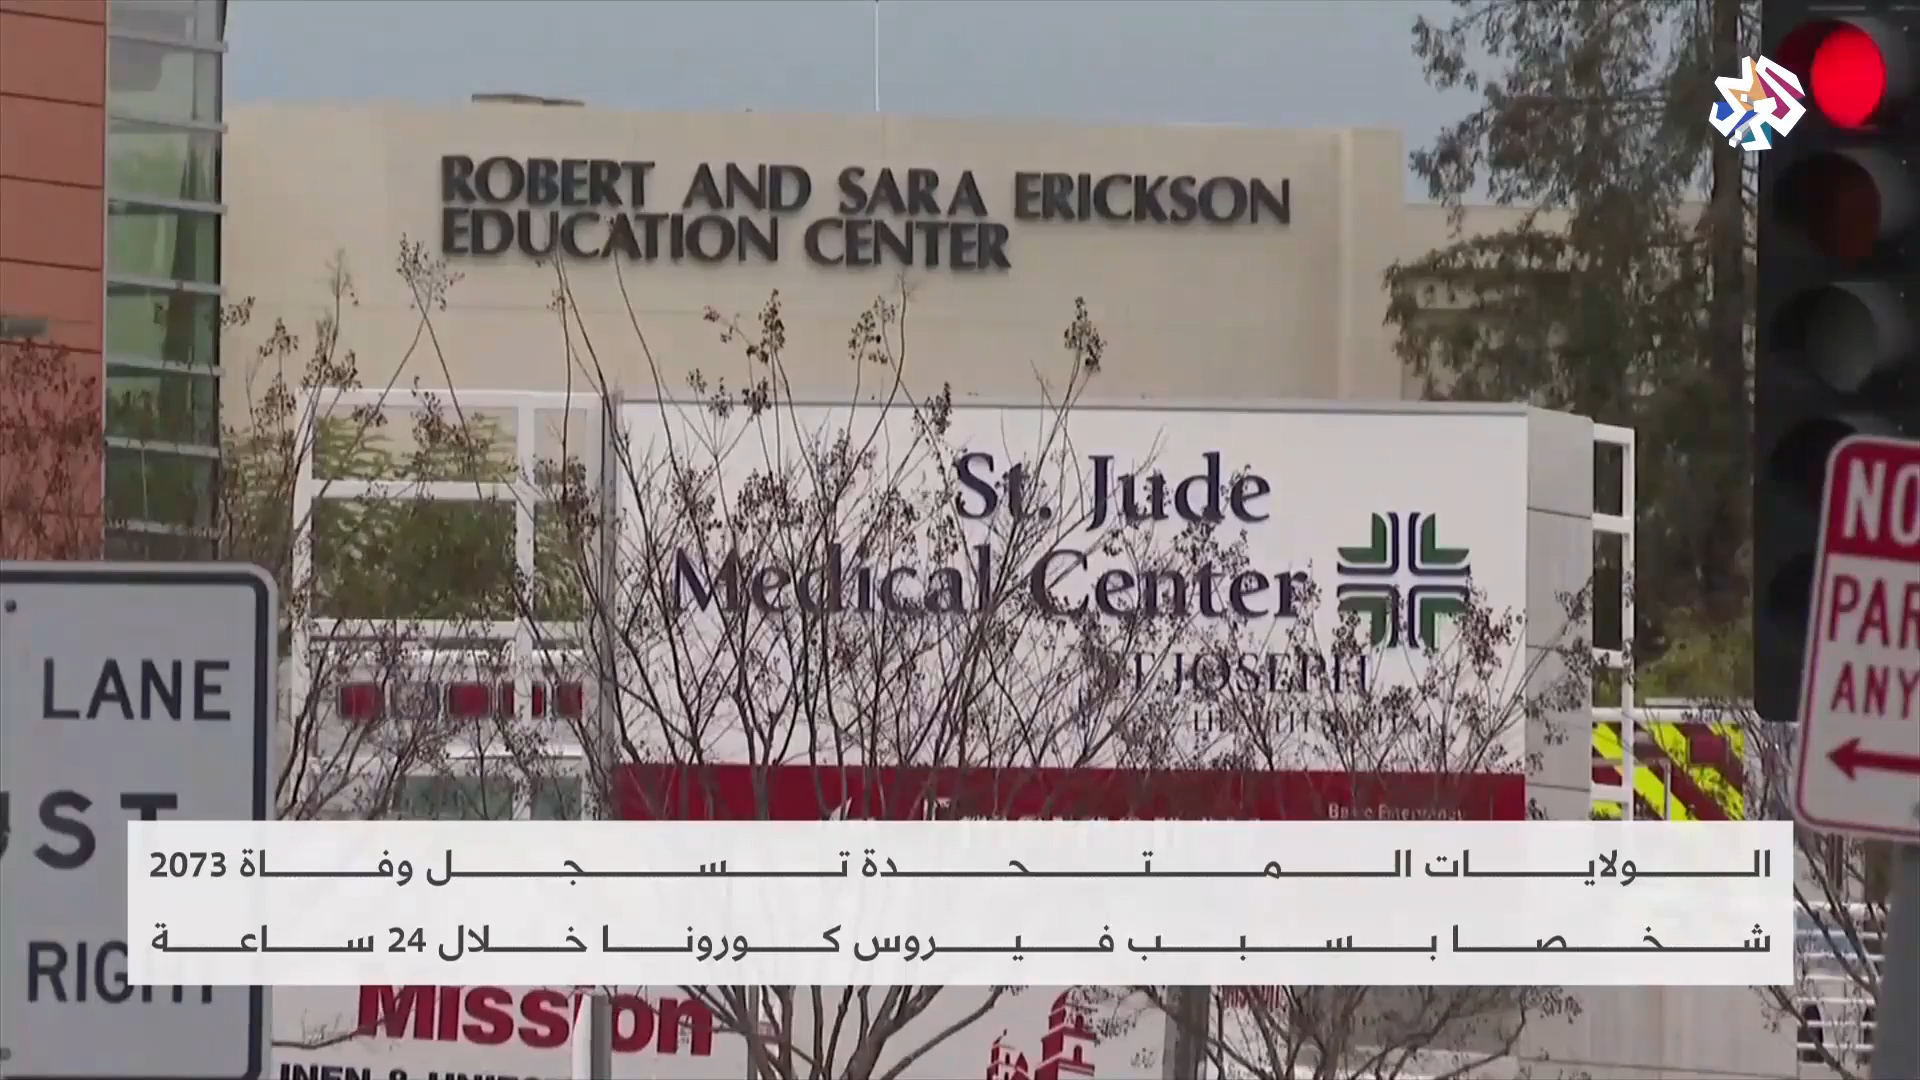 ROBERT AND SARA ERICKSON
EDUCATION CENTER
St. Jude
Medical Center
ST JOSEPH
NO
PAR
ANY
LANE
UST
RIGHT
الولايات المتحدة تسجل وفاة 2073
شخصا بسبب فيروس كورونا خلال 24 ساعة
Mission